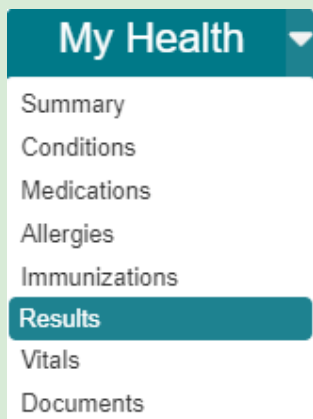 My Health
Summary
Conditions
Medications
Allergies
Immunizations
Results
Vitals
Documents